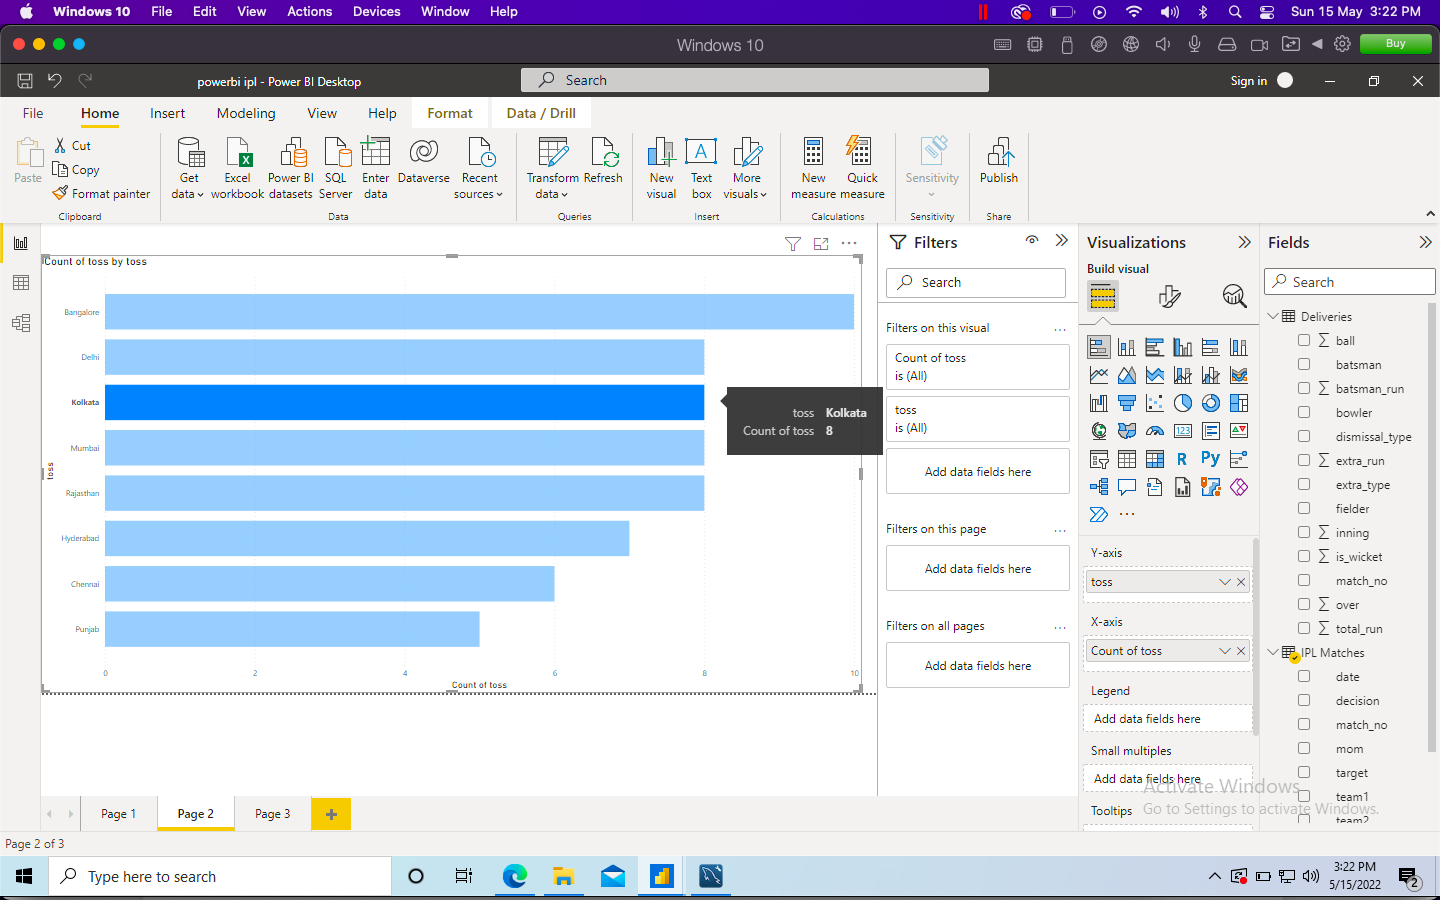 Windows 10 File Edit View Actions Devices Window Help Sun 15 May 3:22 PM
Windows 10
Buy
powerbi ipl - Power BI Desktop
Search
Sign in
File Home Insert Modeling View Help Format Data / Drill
Paste
Cut
Copy
Format painter
Clipboard
Get data
Excel workbook
Power BI datasets
SQL Server
Enter data
Dataverse
Recent sources
Data
Transform data
Refresh
Queries
New visual
Text box
More visuals
Insert
New measure
Quick measure
Calculations
Sensitivity
Sensitivity
Publish
Share
Count of toss by toss
Bangalore
Delhi
Kolkata
Mumbai
Rajasthan
Hyderabad
Chennai
Punjab
toss
0 2 4 6 8 10
Count of toss
toss Kolkata
Count of toss 8
Filters
Search
Filters on this visual
Count of toss
is (All)
toss
is (All)
Add data fields here
Filters on this page
Add data fields here
Filters on all pages
Add data fields here
Visualizations
Build visual
123
R
Py
Y-axis
toss
X-axis
Count of toss
Legend
Add data fields here
Small multiples
Add data fields here
Tooltips
Fields
Search
Deliveries
ball
batsman
batsman_run
bowler
dismissal_type
extra_run
extra_type
fielder
inning
is_wicket
match_no
over
total_run
IPL Matches
date
decision
match_no
mom
target
team1
team2
Activate Windows
Go to Settings to activate Windows.
Page 1
Page 2
Page 3
Page 2 of 3
Type here to search
3:22 PM
5/15/2022
2